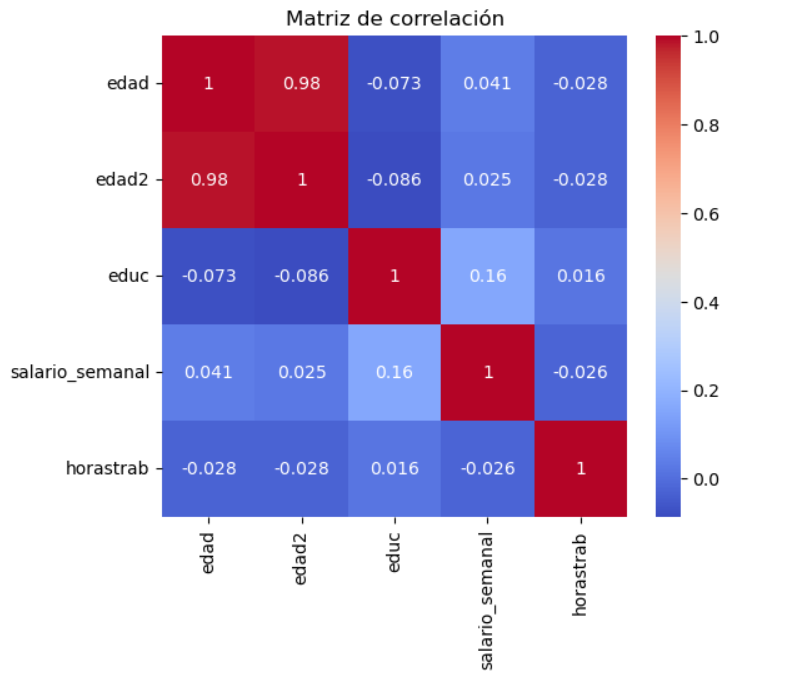 Matriz de correlación
edad 1 0.98 -0.073 0.041 -0.028
edad2 0.98 1 -0.086 0.025 -0.028
educ -0.073 -0.086 1 0.16 0.016
salario_semanal 0.041 0.025 0.16 1 -0.026
horastrab -0.028 -0.028 0.016 -0.026 1
edad edad2 educ salario_semanal horastrab
1.0
0.8
0.6
0.4
0.2
0.0